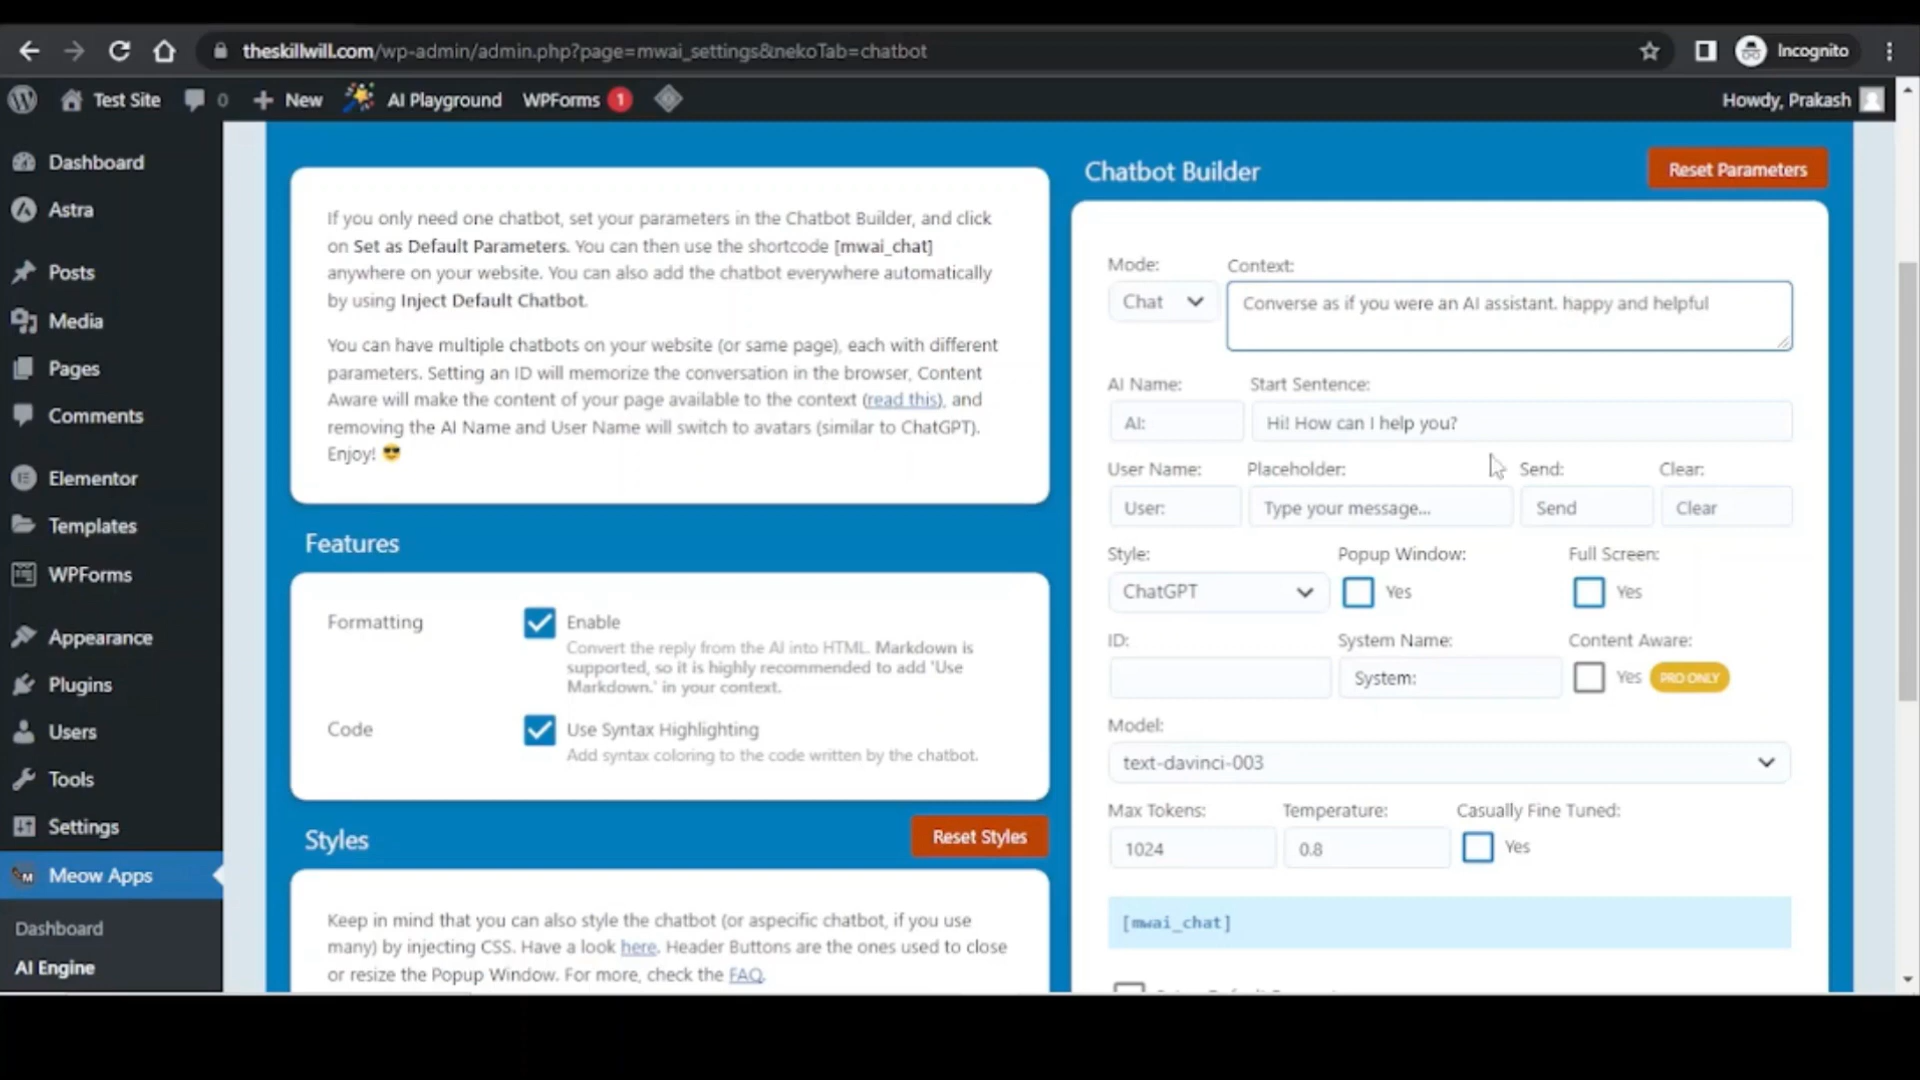 theskillwill.com/wp-admin/admin.php?page=mwai_settings&nekoTab=chatbot
Incognito
Test Site
0
New
AI Playground
WPForms
1
Howdy, Prakash
Dashboard
Astra
Posts
Media
Pages
Comments
Elementor
Templates
WPForms
Appearance
Plugins
Users
Tools
Settings
Meow Apps
Dashboard
AI Engine
If you only need one chatbot, set your parameters in the Chatbot Builder, and click
on Set as Default Parameters. You can then use the shortcode [mwai_chat]
anywhere on your website. You can also add the chatbot everywhere automatically
by using Inject Default Chatbot.
You can have multiple chatbots on your website (or same page), each with different
parameters. Setting an ID will memorize the conversation in the browser, Content
Aware will make the content of your page available to the context (read this), and
removing the AI Name and User Name will switch to avatars (similar to ChatGPT).
Enjoy! 😎
Features
Formatting
Enable
Convert the reply from the AI into HTML. Markdown is
supported, so it is highly recommended to add 'Use
Markdown.' in your context.
Code
Use Syntax Highlighting
Add syntax coloring to the code written by the chatbot.
Styles
Reset Styles
Keep in mind that you can also style the chatbot (or aspecific chatbot, if you use
many) by injecting CSS. Have a look here. Header Buttons are the ones used to close
or resize the Popup Window. For more, check the FAQ.
Chatbot Builder
Reset Parameters
Mode:
Context:
Chat
Converse as if you were an AI assistant. happy and helpful
AI Name:
Start Sentence:
AI:
Hi! How can I help you?
User Name:
Placeholder:
Send:
Clear:
User:
Type your message...
Send
Clear
Style:
Popup Window:
Full Screen:
ChatGPT
Yes
Yes
ID:
System Name:
Content Aware:
System:
Yes
PRO ONLY
Model:
text-davinci-003
Max Tokens:
Temperature:
Casually Fine Tuned:
1024
0.8
Yes
[mwai_chat]